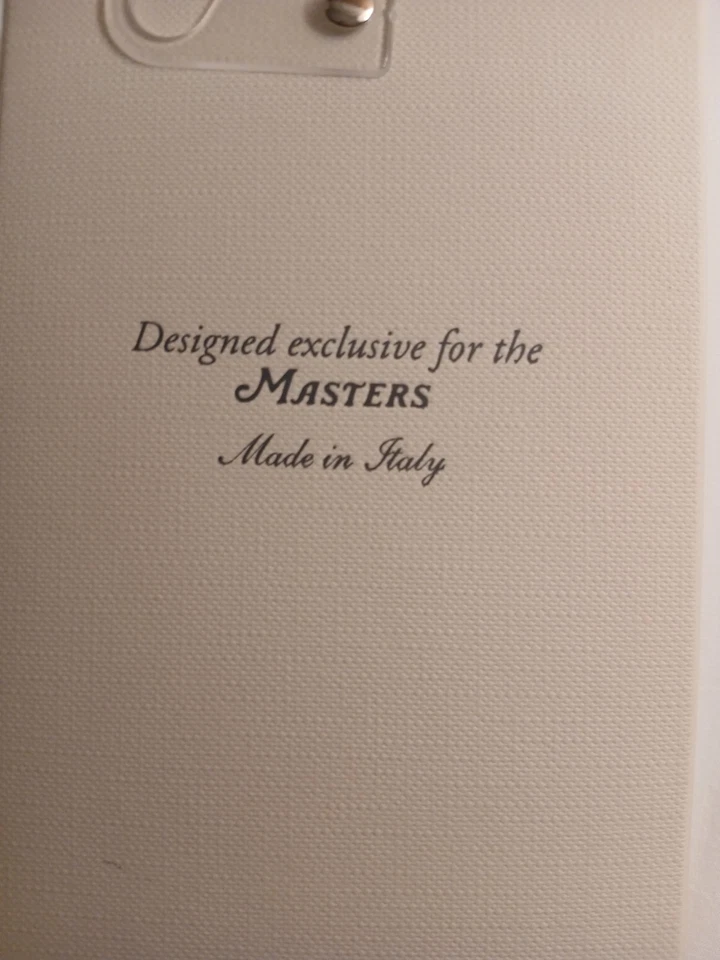 Designed exclusive for the
MASTERS
Made in Italy